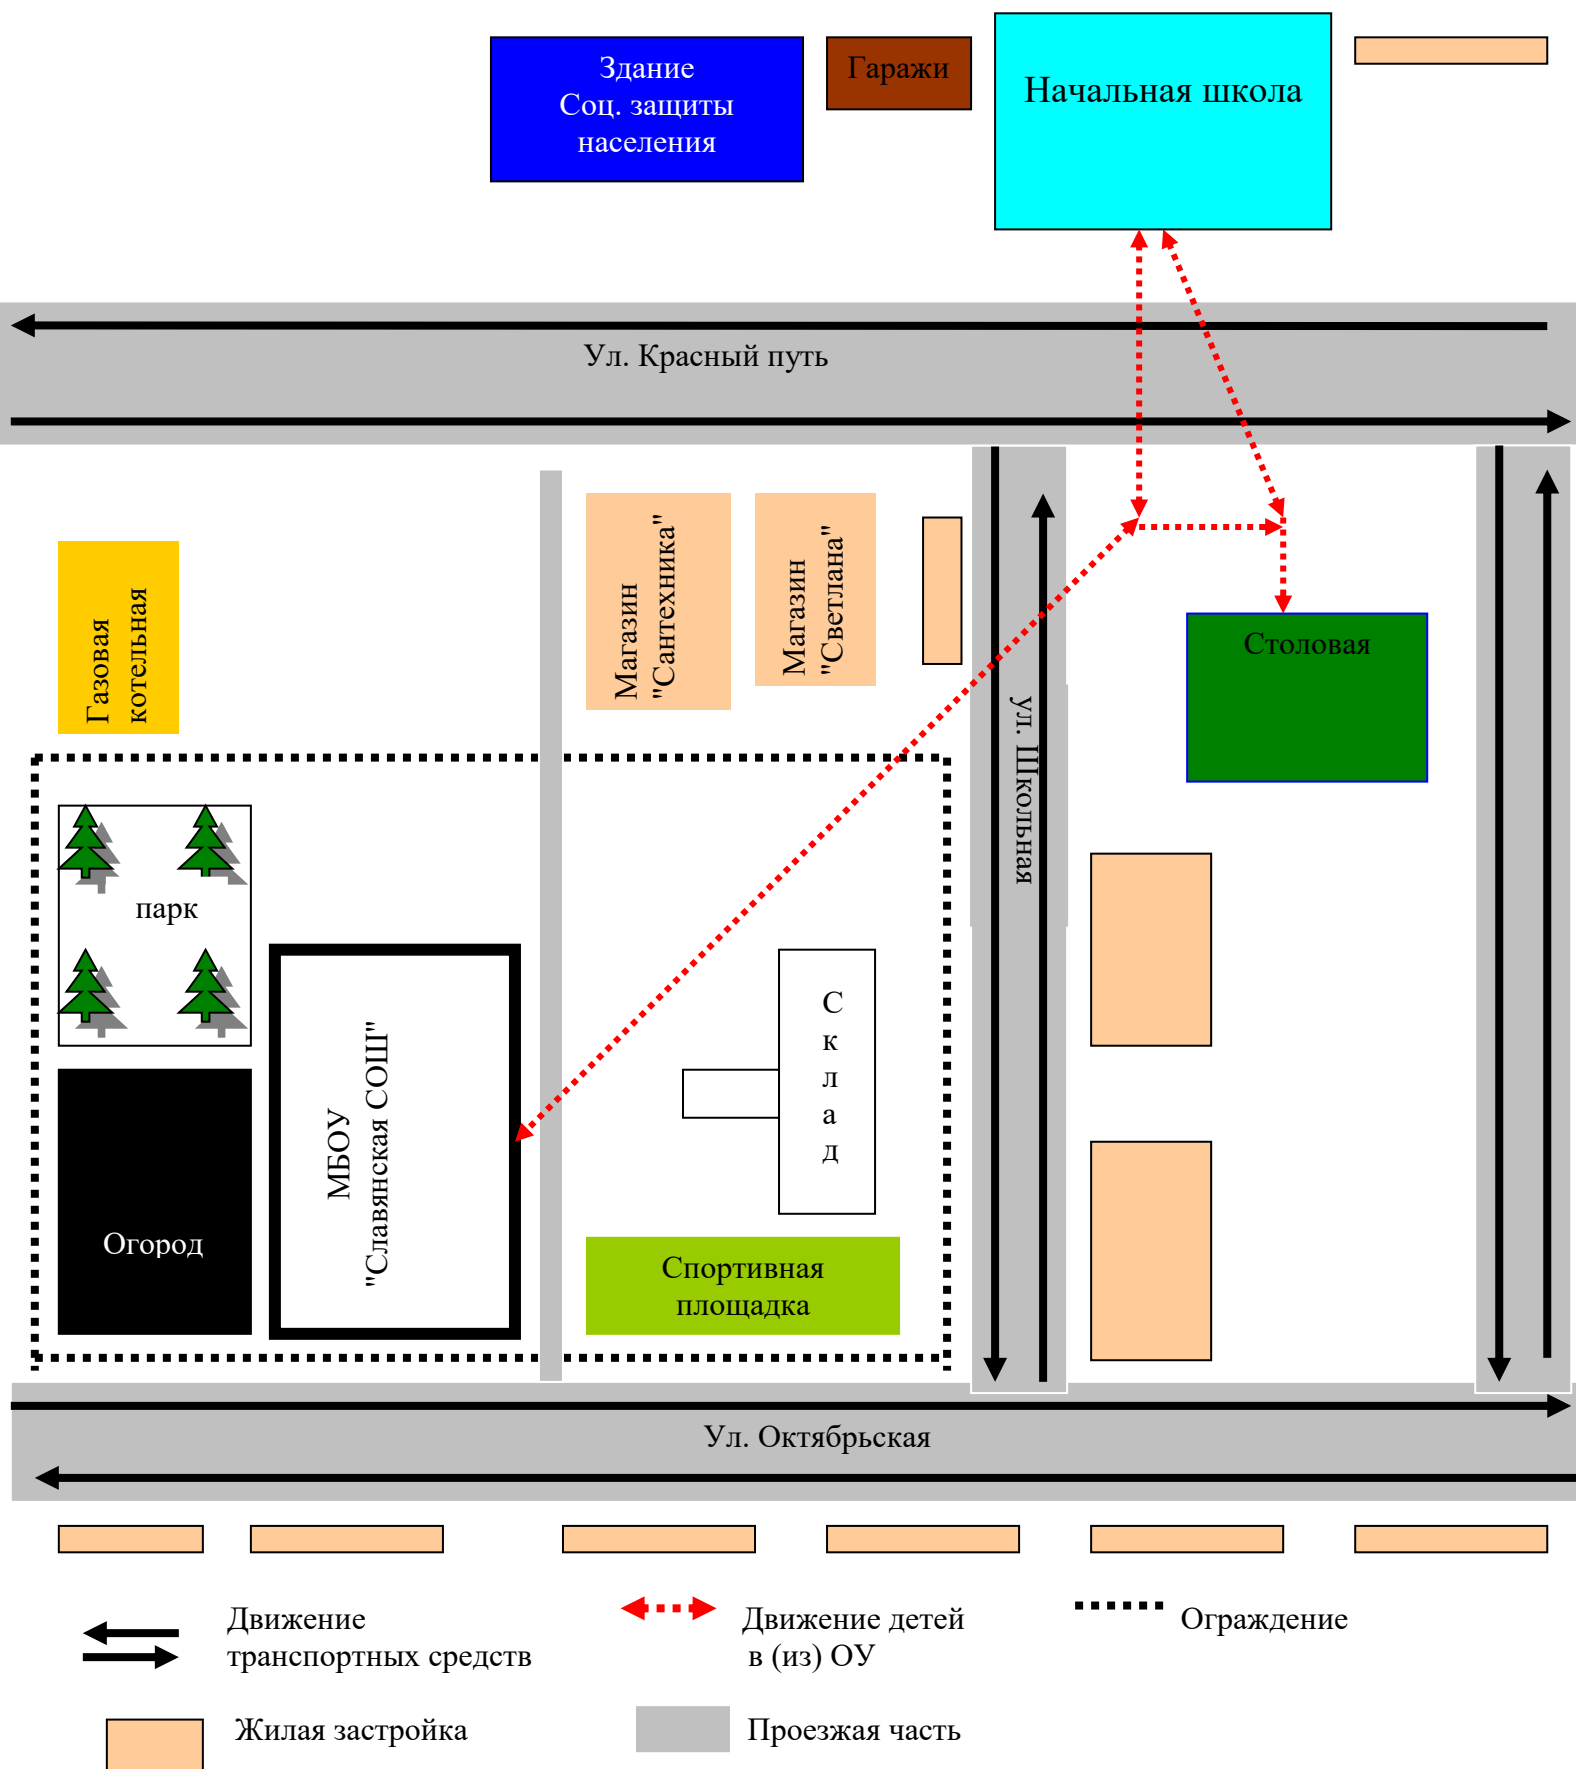 Здание
Соц. защиты
населения
Гаражи
Начальная школа
Ул. Красный путь
Газовая
котельная
Магазин
"Сантехника"
Магазин
"Светлана"
Столовая
ул. Школьная
парк
Склад
МБОУ
"Славянская СОШ"
Огород
Спортивная
площадка
Ул. Октябрьская
Движение
транспортных средств
Движение детей
в (из) ОУ
Ограждение
Жилая застройка
Проезжая часть